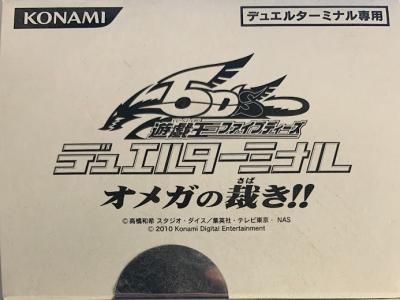 KONAMI
デュエルターミナル専用
5D's
遊戯王ファイブディーズ
デュエルターミナル
オメガの裁き!!
さば
©高橋和希 スタジオ・ダイス/集英社・テレビ東京・NAS
© 2010 Konami Digital Entertainment